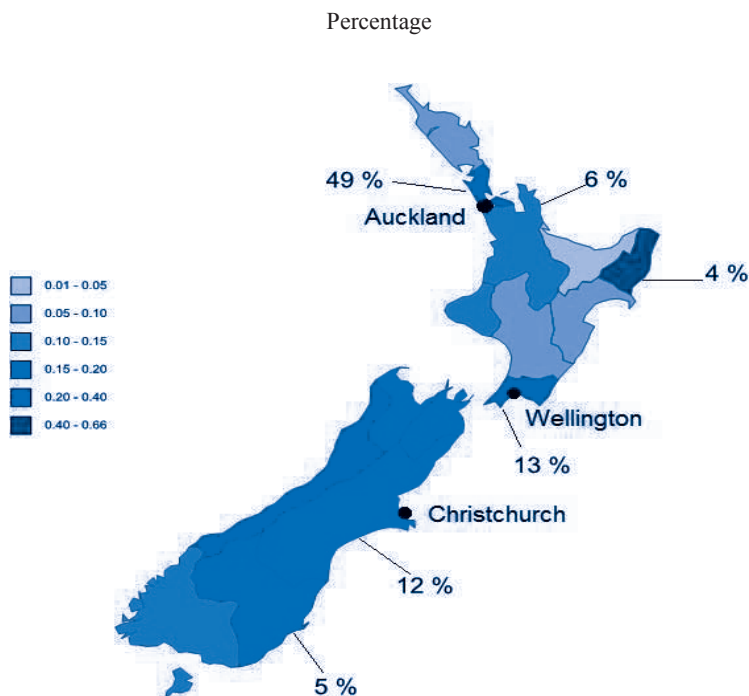 Percentage
49 %
6 %
Auckland
4 %
0.01 - 0.05
0.05 - 0.10
0.10 - 0.15
0.15 - 0.20
0.20 - 0.40
0.40 - 0.66
Wellington
13 %
Christchurch
12 %
5 %